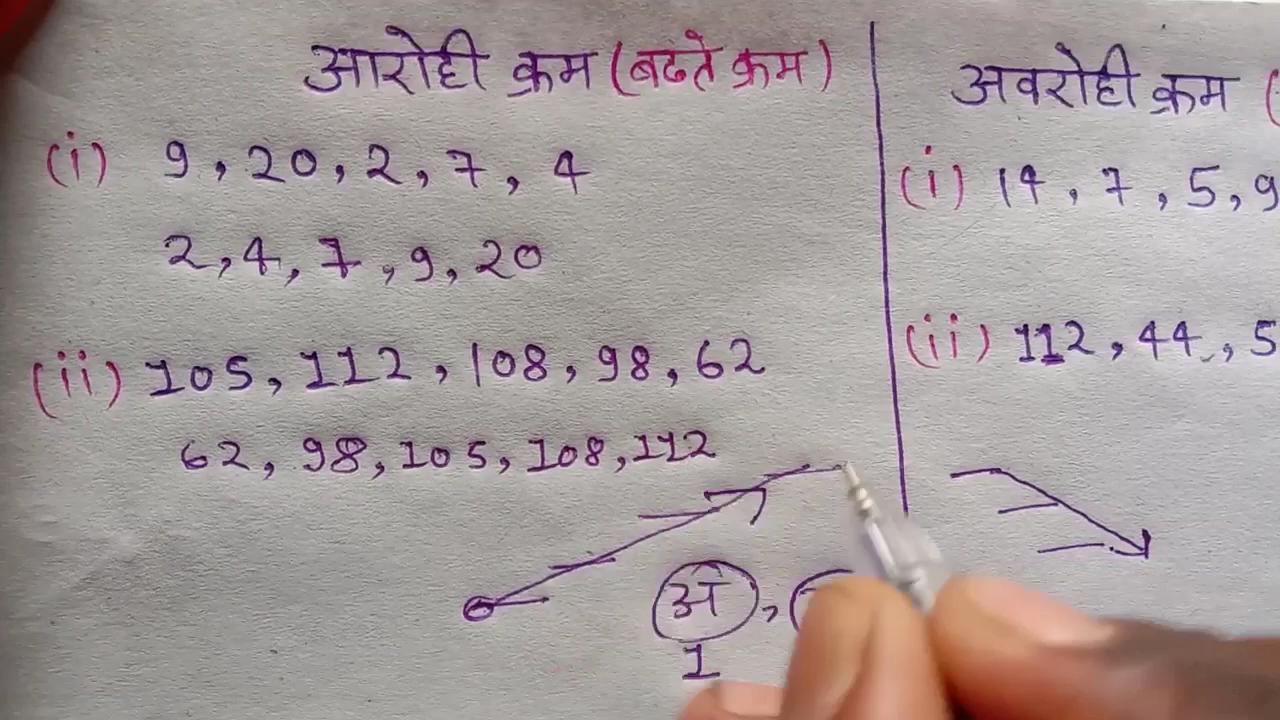 आरोही क्रम (बढते क्रम)
(i) 9, 20, 2, 7, 4
2, 4, 7, 9, 20
(ii) 105, 112, 108, 98, 62
62, 98, 105, 108, 112
अ,
1
अवरोही क्रम (
(i) 14, 7, 5, 9
(ii) 112, 44, 5